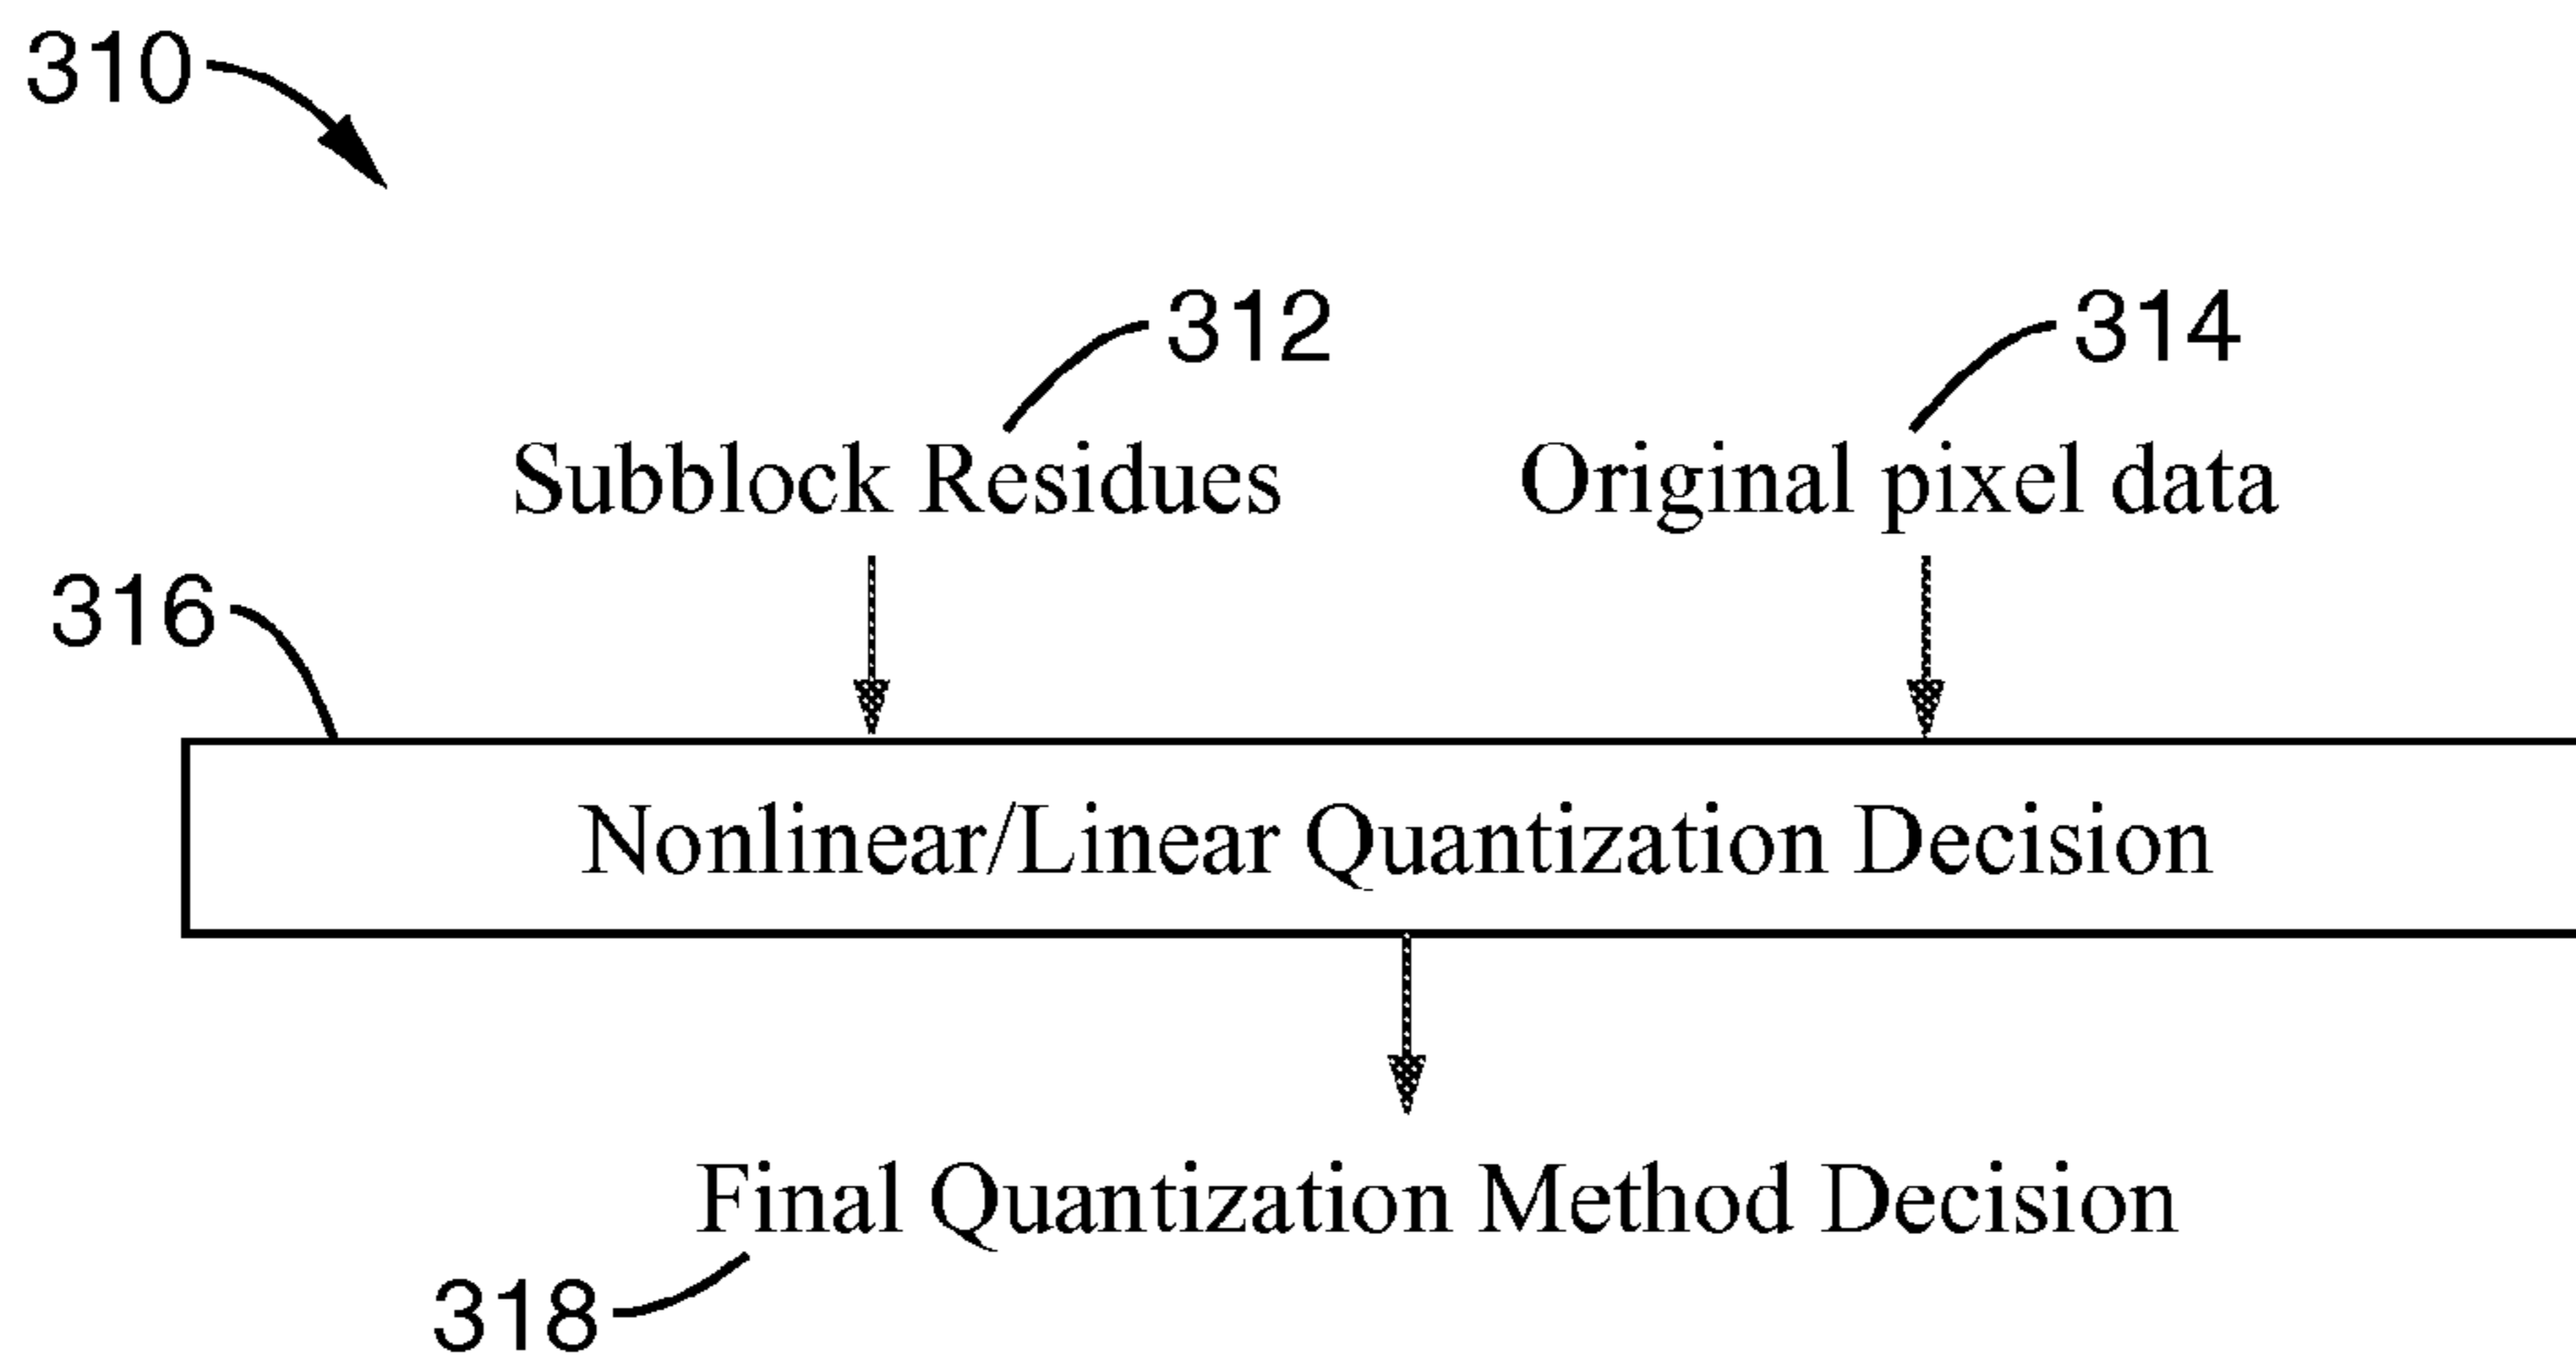 310
312
314
Subblock Residues
Original pixel data
316
Nonlinear/Linear Quantization Decision
Final Quantization Method Decision
318